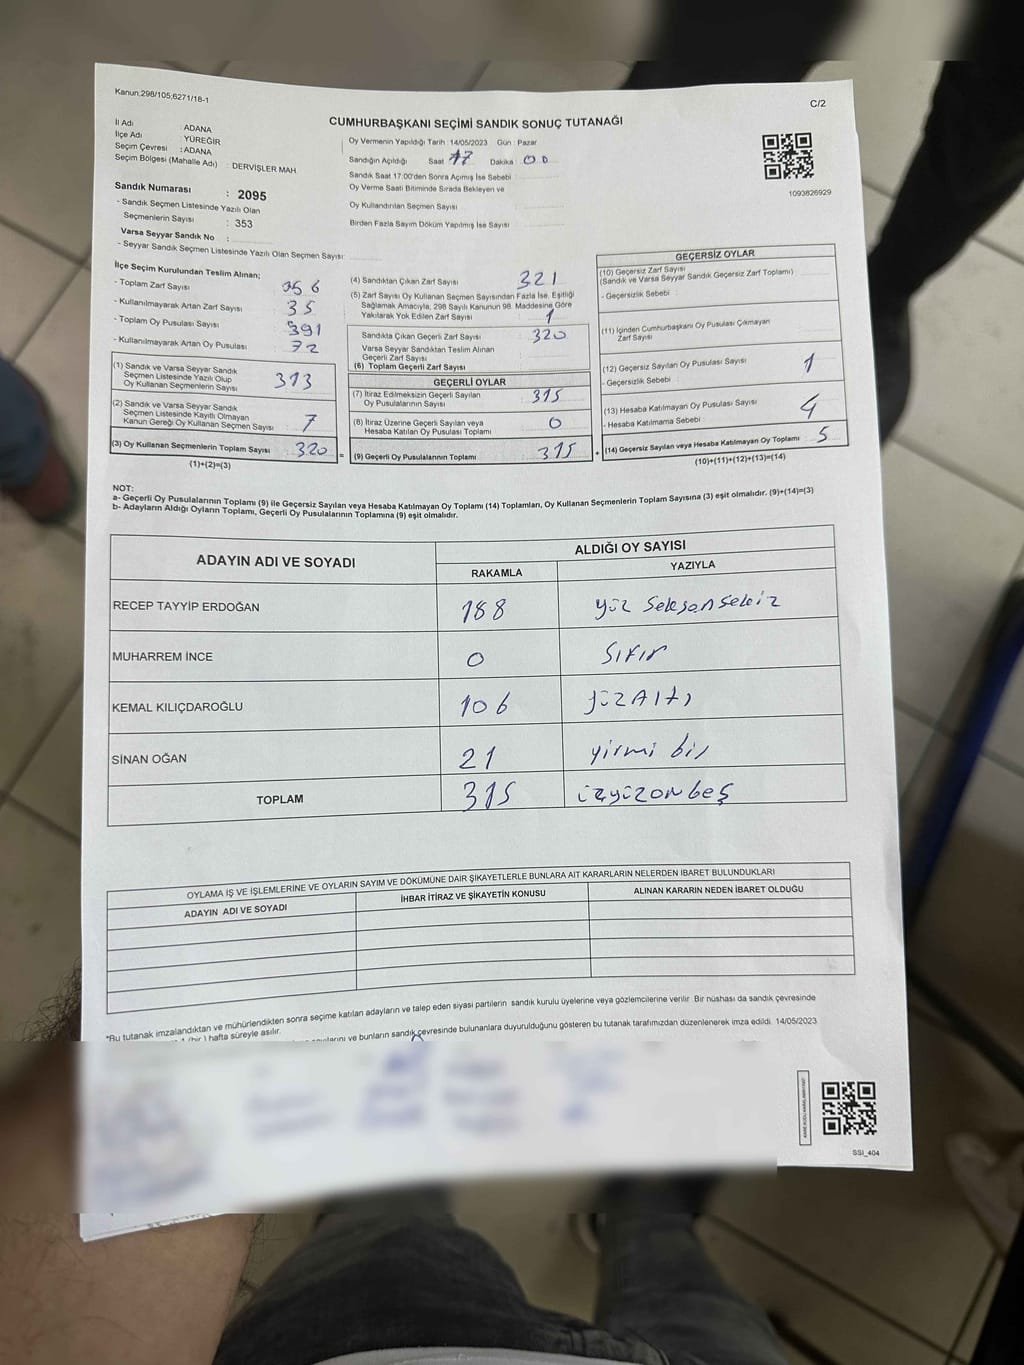 Kanun;298/105;6271/18-1
C/2
CUMHURBAŞKANI SEÇİMİ SANDIK SONUÇ TUTANAĞI
İl Adı : ADANA
İlçe Adı : YÜREĞİR
Seçim Çevresi : ADANA
Seçim Bölgesi (Mahalle Adı) : DERVİŞLER MAH
Sandık Numarası : 2095
- Sandık Seçmen Listesinde Yazılı Olan
Seçmenlerin Sayısı : 353
Varsa Seyyar Sandık No :
- Seyyar Sandık Seçmen Listesinde Yazılı Olan Seçmen Sayısı:
Oy Vermenin Yapıldığı Tarih : 14/05/2023 Gün : Pazar
Sandığın Açıldığı Saat 17 Dakika : 00
Sandık Saat 17:00'den Sonra Açımış İse Sebebi :
Oy Verme Saati Bitiminde Sırada Bekleyen ve
Oy Kullandırılan Seçmen Sayısı
Birden Fazla Sayım Döküm Yapılmış İse Sayısı
1093826929
İlçe Seçim Kurulundan Teslim Alınan;
- Toplam Zarf Sayısı 356
- Kullanılmayarak Artan Zarf Sayısı 35
- Toplam Oy Pusulası Sayısı 391
- Kullanılmayarak Artan Oy Pusulası 72
(1) Sandık ve Varsa Seyyar Sandık
Seçmen Listesinde Yazılı Olup
Oy Kullanan Seçmenlerin Sayısı 313
(2) Sandık ve Varsa Seyyar Sandık
Seçmen Listesinde Kayıtlı Olmayan
Kanun Gereği Oy Kullanan Seçmen Sayısı 7
(3) Oy Kullanan Seçmenlerin Toplam Sayısı 320
(1)+(2)=(3)
(4) Sandıktan Çıkan Zarf Sayısı 321
(5) Zarf Sayısı Oy Kullanan Seçmen Sayısından Fazla İse, Eşitliği
Sağlamak Amacıyla, 298 Sayılı Kanunun 98. Maddesine Göre
Yakılarak Yok Edilen Zarf Sayısı 1
Sandıkta Çıkan Geçerli Zarf Sayısı 320
Varsa Seyyar Sandıktan Teslim Alınan
Geçerli Zarf Sayısı
(6) Toplam Geçerli Zarf Sayısı
GEÇERLİ OYLAR
(7) İtiraz Edilmeksizin Geçerli Sayılan
Oy Pusulalarının Sayısı 315
(8) İtiraz Üzerine Geçerli Sayılan veya
Hesaba Katılan Oy Pusulası Toplamı 0
= (9) Geçerli Oy Pusulalarının Toplamı 315
GEÇERSİZ OYLAR
(10) Geçersiz Zarf Sayısı
(Sandık ve Varsa Seyyar Sandık Geçersiz Zarf Toplamı)
- Geçersizlik Sebebi :
(11) İçinden Cumhurbaşkanı Oy Pusulası Çıkmayan
Zarf Sayısı
(12) Geçersiz Sayılan Oy Pusulası Sayısı 1
- Geçersizlik Sebebi :
(13) Hesaba Katılmayan Oy Pusulası Sayısı 4
- Hesaba Katılmama Sebebi :
+ (14) Geçersiz Sayılan veya Hesaba Katılmayan Oy Toplamı 5
(10)+(11)+(12)+(13)=(14)
NOT:
a- Geçerli Oy Pusulalarının Toplamı (9) ile Geçersiz Sayılan veya Hesaba Katılmayan Oy Toplamı (14) Toplamları, Oy Kullanan Seçmenlerin Toplam Sayısına (3) eşit olmalıdır. (9)+(14)=(3)
b- Adayların Aldığı Oyların Toplamı, Geçerli Oy Pusulalarının Toplamına (9) eşit olmalıdır.
ADAYIN ADI VE SOYADI
ALDIĞI OY SAYISI
RAKAMLA YAZIYLA
RECEP TAYYİP ERDOĞAN 188 yüz seksen sekiz
MUHARREM İNCE 0 Sıfır
KEMAL KILIÇDAROĞLU 106 yüzAltı
SİNAN OĞAN 21 yirmi bir
TOPLAM 315 üçyüzonbeş
OYLAMA İŞ VE İŞLEMLERİNE VE OYLARIN SAYIM VE DÖKÜMÜNE DAİR ŞİKAYETLERLE BUNLARA AİT KARARLARIN NELERDEN İBARET BULUNDUKLARI
ADAYIN ADI VE SOYADI İHBAR İTİRAZ VE ŞİKAYETİN KONUSU ALINAN KARARIN NEDEN İBARET OLDUĞU
*Bu tutanak imzalandıktan ve mühürlendikten sonra seçime katılan adayların ve talep eden siyasi partilerin sandık kurulu üyelerine veya gözlemcilerine verilir. Bir nüshası da sandık çevresinde
1 (bir) hafta süreyle asılır.
ve bunların sandık çevresinde bulunanlara duyurulduğunu gösteren bu tutanak tarafımızdan düzenlenerek imza edildi. 14/05/2023
SSI_404